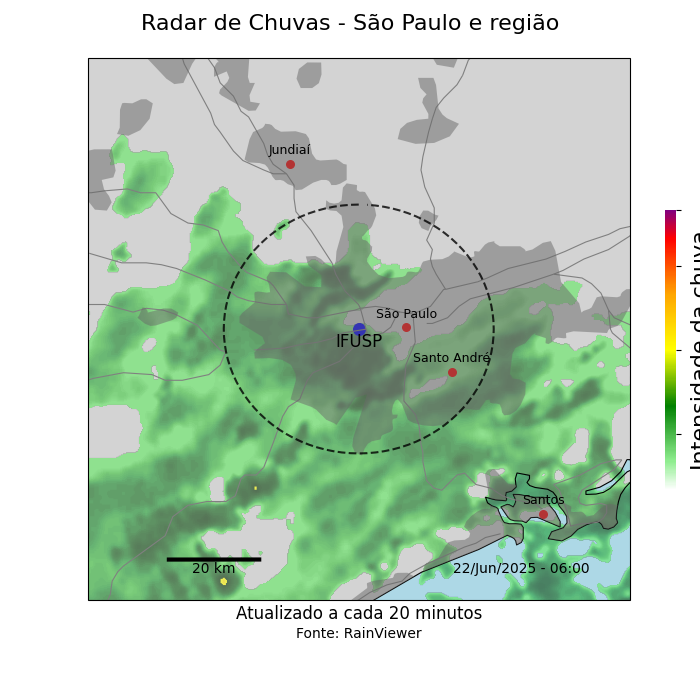 Radar de Chuvas - São Paulo e região
Jundiaí
São Paulo
IFUSP
Santo André
Santos
20 km
22/Jun/2025 - 06:00
Intensidade da chuva
Atualizado a cada 20 minutos
Fonte: RainViewer